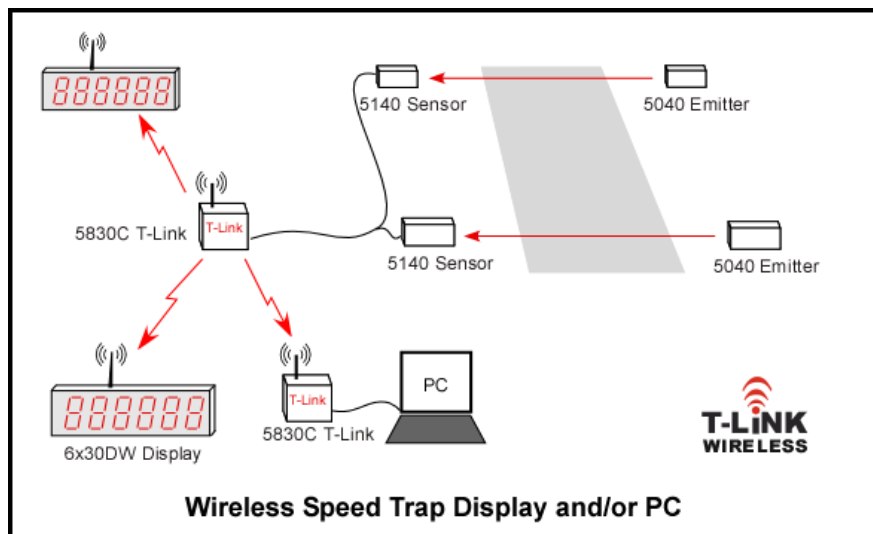 888888
5140 Sensor
5040 Emitter
5830C T-Link
T-Link
5140 Sensor
5040 Emitter
888888
6x30DW Display
T-Link
5830C T-Link
PC
T-LiNK
WIRELESS
Wireless Speed Trap Display and/or PC